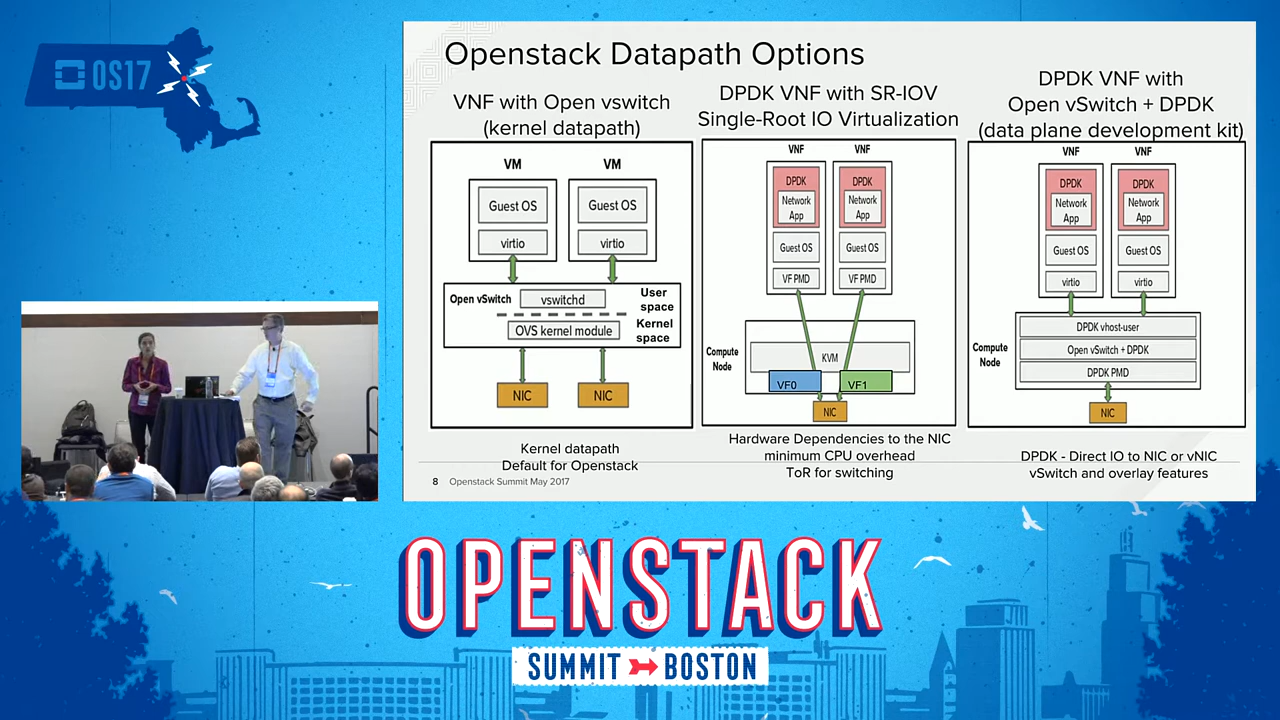 OS17
Openstack Datapath Options
VNF with Open vswitch
(kernel datapath)
VM
VM
Guest OS
Guest OS
virtio
virtio
Open vSwitch
vswitchd
User
space
OVS kernel module
Kernel
space
NIC
NIC
Kernel datapath
Default for Openstack
DPDK VNF with SR-IOV
Single-Root IO Virtualization
VNF
VNF
DPDK
DPDK
Network
App
Network
App
Guest OS
Guest OS
VF PMD
VF PMD
Compute
Node
KVM
VF0
VF1
NIC
Hardware Dependencies to the NIC
minimum CPU overhead
ToR for switching
DPDK VNF with
Open vSwitch + DPDK
(data plane development kit)
VNF
VNF
DPDK
DPDK
Network
App
Network
App
Guest OS
Guest OS
virtio
virtio
Compute
Node
DPDK vhost-user
Open vSwitch + DPDK
DPDK PMD
NIC
DPDK - Direct IO to NIC or vNIC
vSwitch and overlay features
8 Openstack Summit May 2017
OPENSTACK
SUMMIT BOSTON